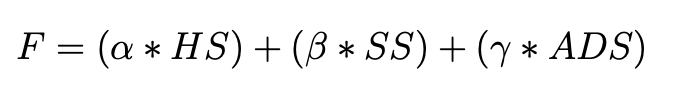 F = (α * HS) + (β * SS) + (γ * ADS)